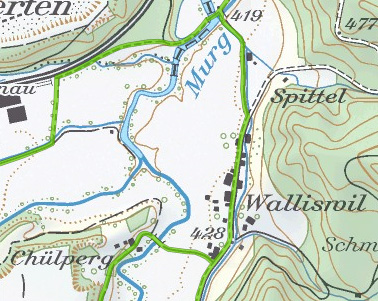 erten
419
477
Murg
nau
Spittel
Walliswil
428
Schm
Chülperg